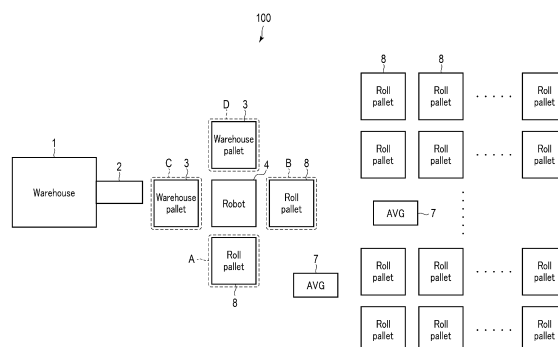 100
8 8
Roll pallet Roll pallet Roll pallet
D 3
1
Warehouse pallet
Roll pallet Roll pallet Roll pallet
2
C 3 4 B 8
Warehouse
Warehouse pallet
Robot
Roll pallet
AVG 7
A
Roll pallet
8
7
AVG
Roll pallet Roll pallet Roll pallet
Roll pallet Roll pallet Roll pallet